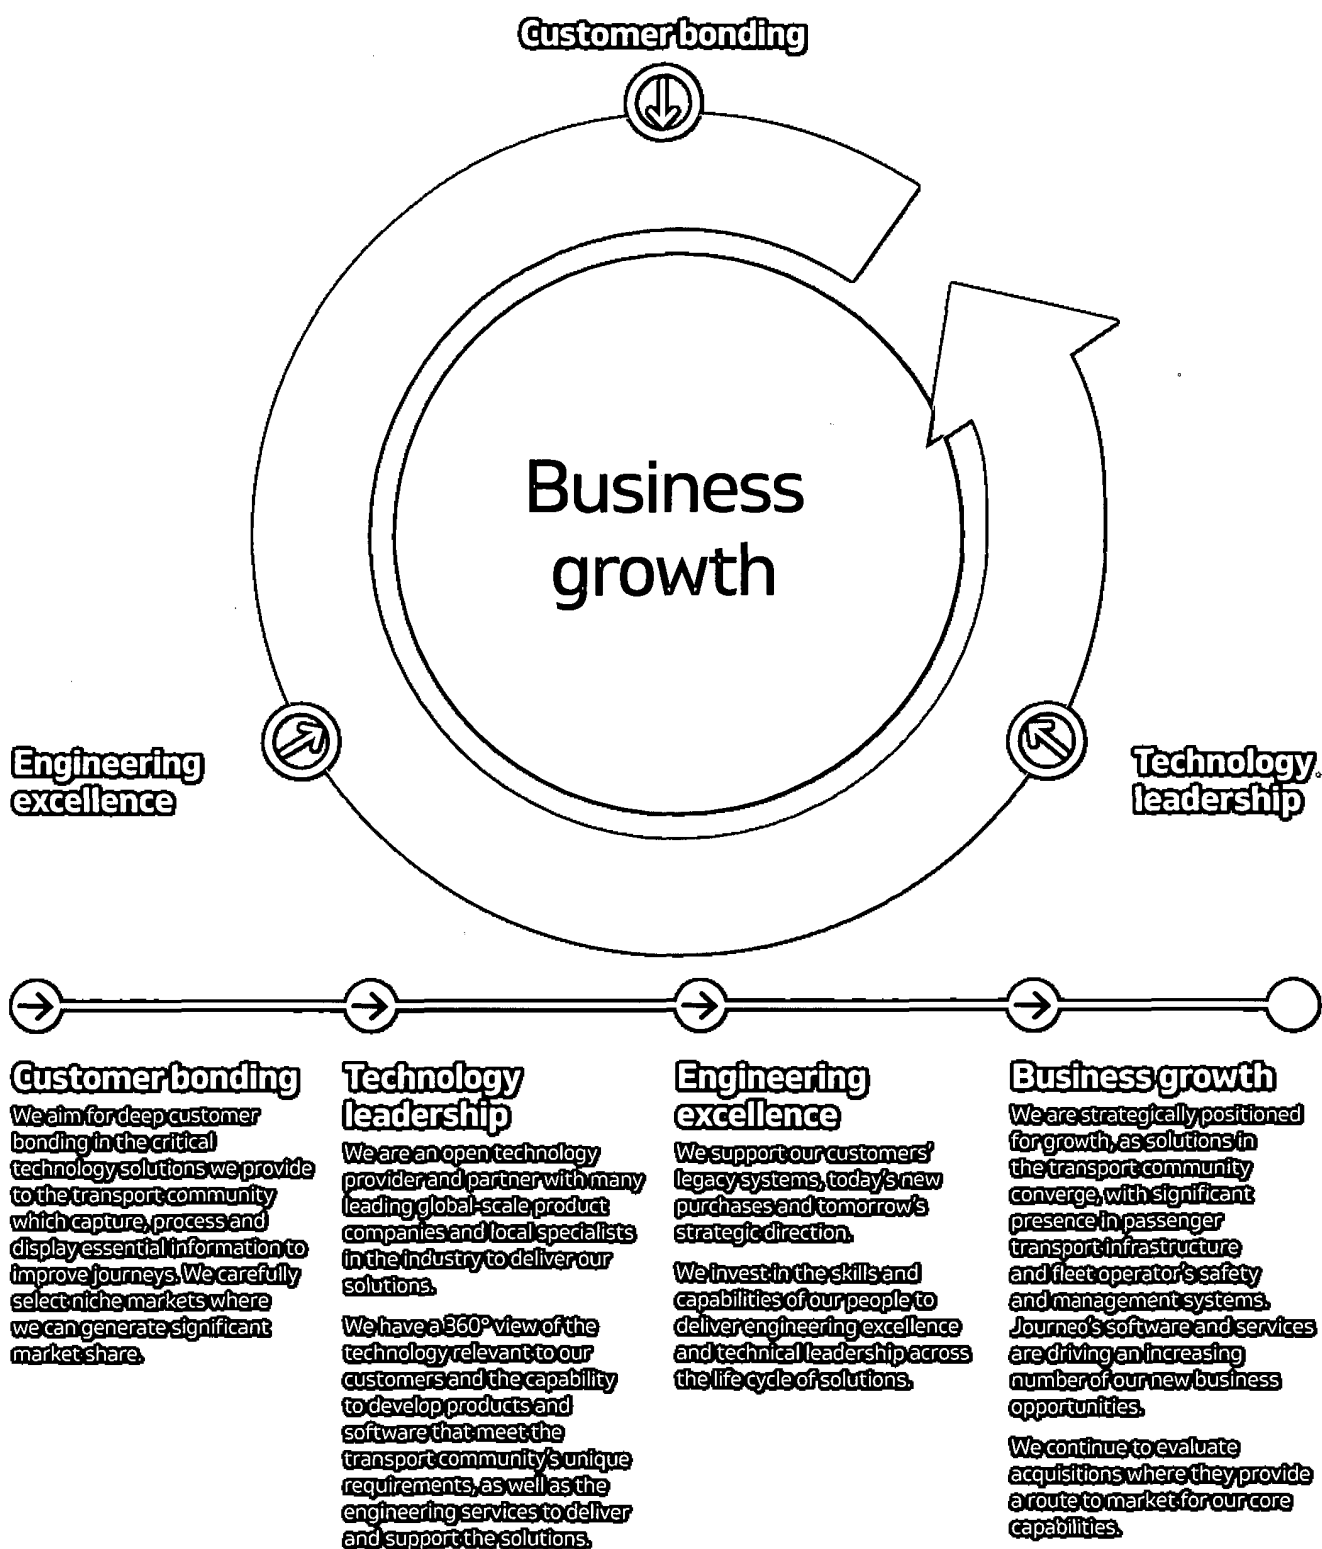 Customer bonding
Business
growth
Engineering
excellence
Technology
leadership
Customer bonding
We aim for deep customer
bonding in the critical
technology solutions we provide
to the transport community
which capture, process and
display essential information to
improve journeys. We carefully
select niche markets where
we can generate significant
market share.
Technology
leadership
We are an open technology
provider and partner with many
leading global-scale product
companies and local specialists
in the industry to deliver our
solutions.
We have a 360° view of the
technology relevant to our
customers and the capability
to develop products and
software that meet the
transport community's unique
requirements, as well as the
engineering services to deliver
and support the solutions.
Engineering
excellence
We support our customers'
legacy systems, today's new
purchases and tomorrow's
strategic direction.
We invest in the skills and
capabilities of our people to
deliver engineering excellence
and technical leadership across
the life cycle of solutions.
Business growth
We are strategically positioned
for growth, as solutions in
the transport community
converge, with significant
presence in passenger
transport infrastructure
and fleet operator's safety
and management systems.
Journeo's software and services
are driving an increasing
number of our new business
opportunities.
We continue to evaluate
acquisitions where they provide
a route to market for our core
capabilities.